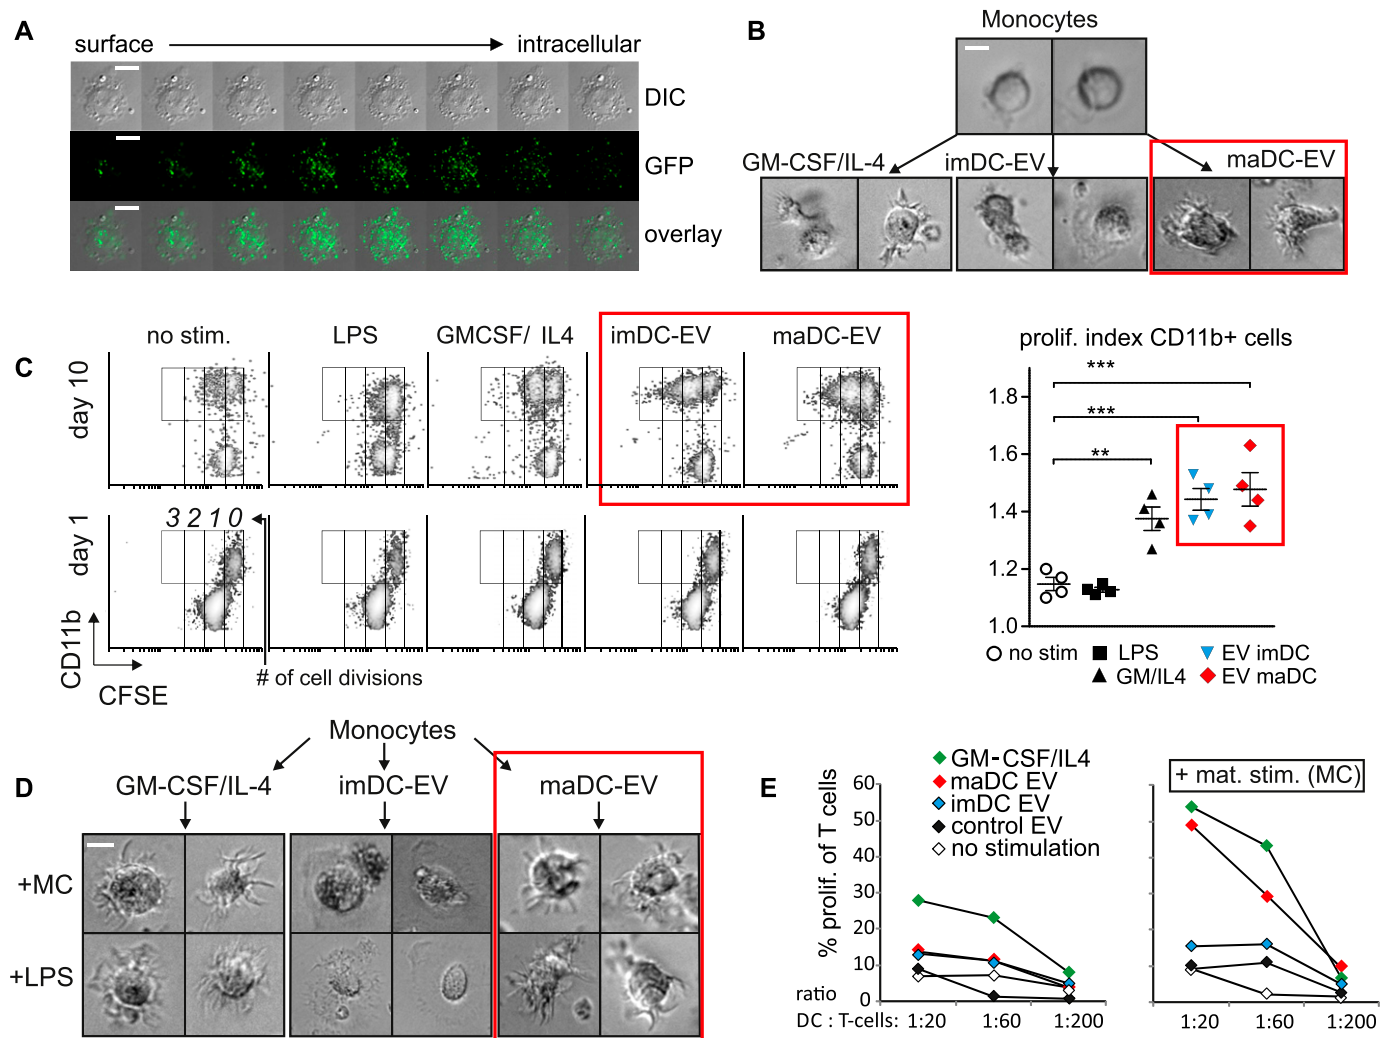 A
surface
intracellular
DIC
GFP
overlay
B
Monocytes
GM-CSF/IL-4
imDC-EV
maDC-EV
C
no stim.
LPS
GMCSF/ IL4
imDC-EV
maDC-EV
day 10
day 1
3 2 1 0
CD11b
CFSE
# of cell divisions
prolif. index CD11b+ cells
***
***
**
1.8
1.6
1.4
1.2
1.0
no stim
LPS
EV imDC
GM/IL4
EV maDC
D
Monocytes
GM-CSF/IL-4
imDC-EV
maDC-EV
+MC
+LPS
E
GM-CSF/IL4
maDC EV
imDC EV
control EV
no stimulation
+ mat. stim. (MC)
% prolif. of T cells
60
50
40
30
20
10
0
ratio
DC : T-cells: 1:20 1:60 1:200
1:20 1:60 1:200